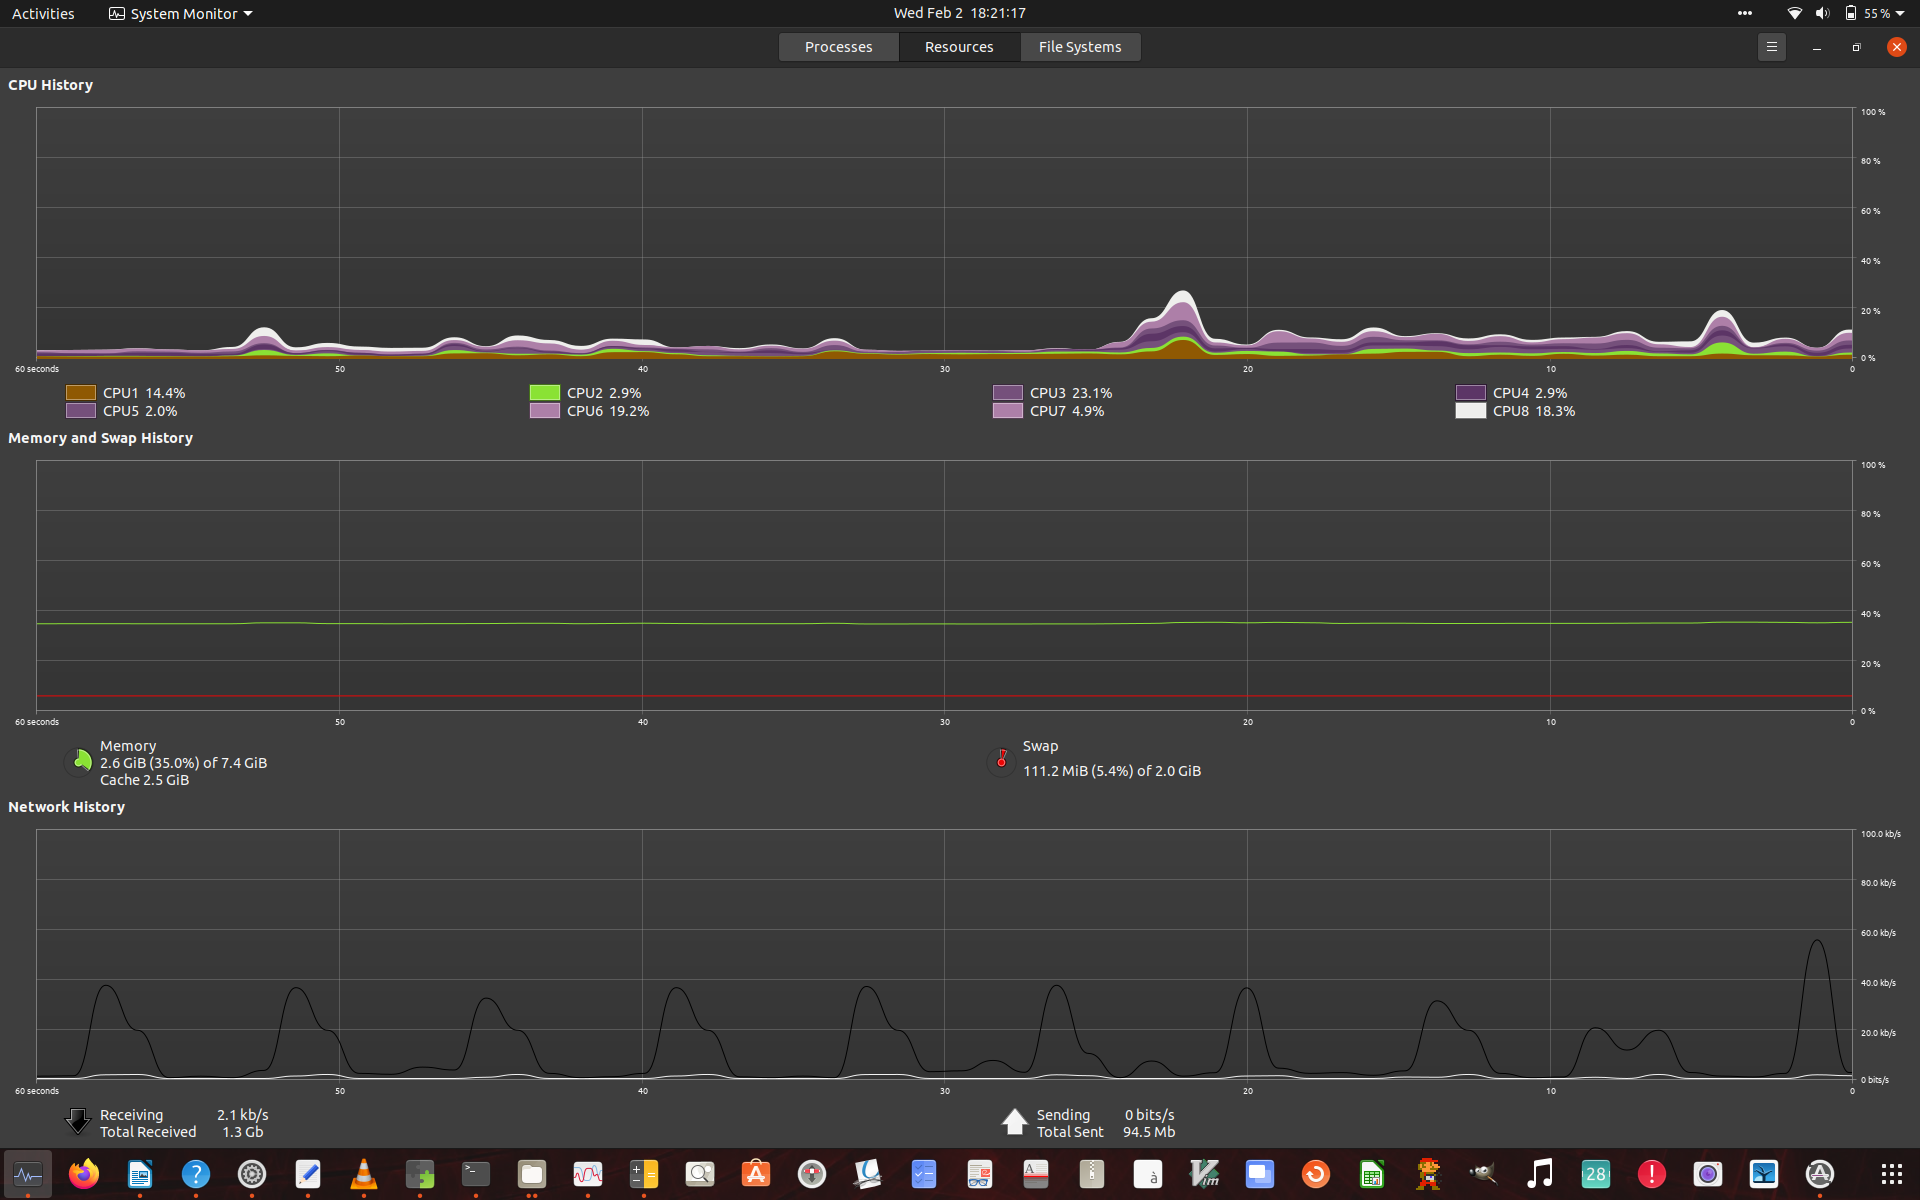 Activities System Monitor Wed Feb 2 18:21:17 55 %
Processes Resources File Systems
CPU History
100 %
80 %
60 %
40 %
20 %
0 %
60 seconds 50 40 30 20 10 0
CPU1 14.4% CPU2 2.9% CPU3 23.1% CPU4 2.9%
CPU5 2.0% CPU6 19.2% CPU7 4.9% CPU8 18.3%
Memory and Swap History
100 %
80 %
60 %
40 %
20 %
0 %
60 seconds 50 40 30 20 10 0
Memory
2.6 GiB (35.0%) of 7.4 GiB
Cache 2.5 GiB
Swap
111.2 MiB (5.4%) of 2.0 GiB
Network History
100.0 kb/s
80.0 kb/s
60.0 kb/s
40.0 kb/s
20.0 kb/s
0 bits/s
60 seconds 50 40 30 20 10 0
Receiving 2.1 kb/s
Total Received 1.3 Gb
Sending 0 bits/s
Total Sent 94.5 Mb
28